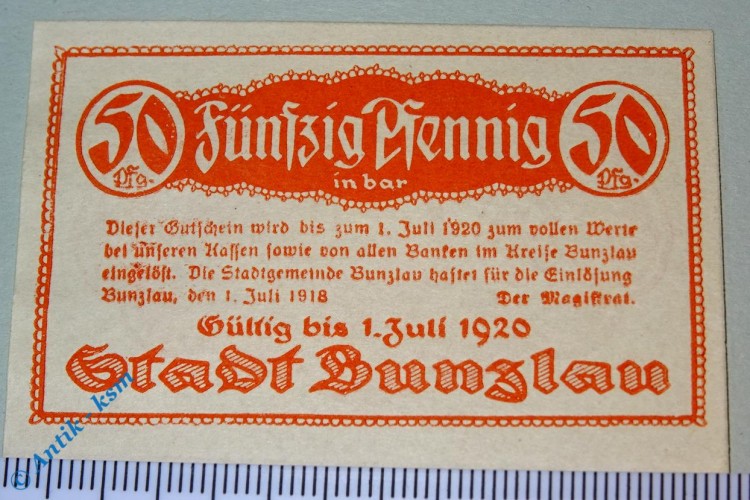 50 Fünfzig Pfennig 50
Pfg. in bar Pfg.
Dieser Gutschein wird bis zum 1. Juli 1920 zum vollen Werte
bei unseren Kassen sowie von allen Banken im Kreise Bunzlau
eingelöst. Die Stadtgemeinde Bunzlau haftet für die Einlösung
Bunzlau, den 1. Juli 1918 Der Magistrat.
Gültig bis 1. Juli 1920
Stadt Bunzlau
© Antik - ksm